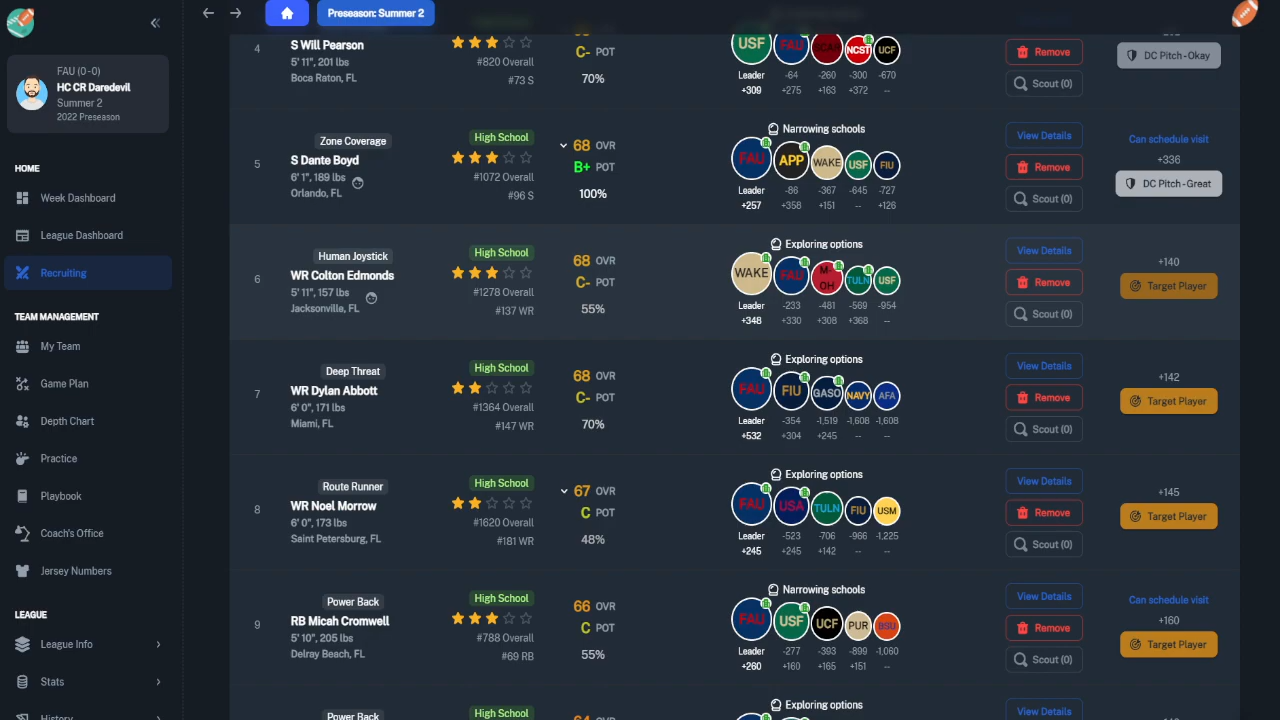 Preseason: Summer 2
FAU (0-0)
HC CR Daredevil
Summer 2
2022 Preseason
HOME
Week Dashboard
League Dashboard
Recruiting
TEAM MANAGEMENT
My Team
Game Plan
Depth Chart
Practice
Playbook
Coach's Office
Jersey Numbers
LEAGUE
League Info
Stats
History
4
S Will Pearson
5' 11", 201 lbs
Boca Raton, FL
#820 Overall
#73 S
C- POT
70%
USF FAU NCST UCF
Leader -64 -260 -300 -670
+309 +275 +163 +372 --
Remove
Scout (0)
DC Pitch - Okay
5
Zone Coverage
S Dante Boyd
6' 1", 189 lbs
Orlando, FL
High School
#1072 Overall
#96 S
68 OVR
B+ POT
100%
Narrowing schools
FAU APP WAKE USF FIU
Leader -86 -367 -645 -727
+257 +358 +151 -- +126
View Details
Remove
Scout (0)
Can schedule visit
+336
DC Pitch - Great
6
Human Joystick
WR Colton Edmonds
5' 11", 157 lbs
Jacksonville, FL
High School
#1278 Overall
#137 WR
68 OVR
C- POT
55%
Exploring options
WAKE FAU M-OH TULN USF
Leader -233 -481 -569 -954
+348 +330 +308 +368 --
View Details
Remove
Scout (0)
+140
Target Player
7
Deep Threat
WR Dylan Abbott
6' 0", 171 lbs
Miami, FL
High School
#1364 Overall
#147 WR
68 OVR
C- POT
70%
Exploring options
FAU FIU GASO NAVY AFA
Leader -354 -1,519 -1,608 -1,608
+532 +304 +245 -- --
View Details
Remove
Scout (0)
+142
Target Player
8
Route Runner
WR Noel Morrow
6' 0", 173 lbs
Saint Petersburg, FL
High School
#1620 Overall
#181 WR
67 OVR
C POT
48%
Exploring options
FAU USA TULN FIU USM
Leader -523 -706 -966 -1,225
+245 +245 +142 -- --
View Details
Remove
Scout (0)
+145
Target Player
9
Power Back
RB Micah Cromwell
5' 10", 205 lbs
Delray Beach, FL
High School
#788 Overall
#69 RB
66 OVR
C POT
55%
Narrowing schools
FAU USF UCF PUR BSU
Leader -277 -393 -899 -1,060
+260 +160 +165 +151 --
View Details
Remove
Scout (0)
Can schedule visit
+160
Target Player
Power Back
High School
Exploring options
View Details